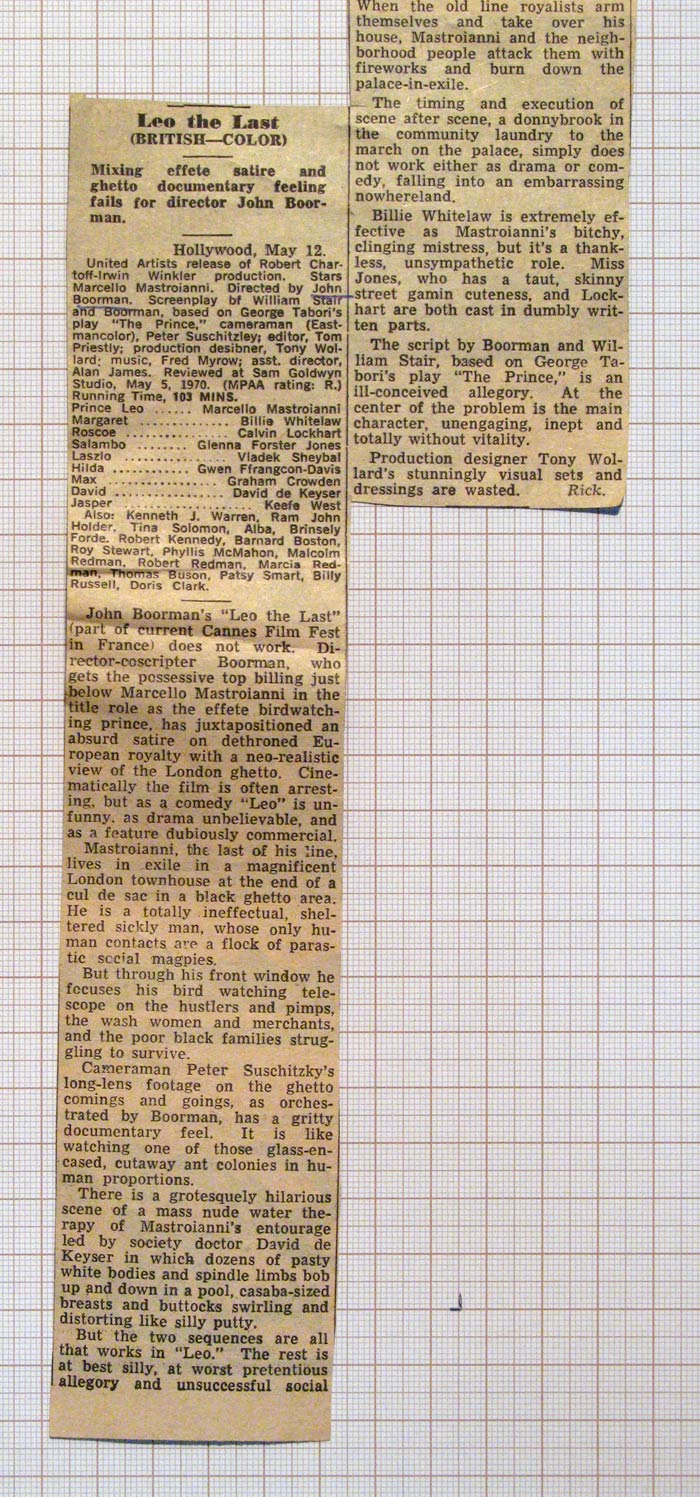 Leo the Last
(BRITISH—COLOR)
Mixing effete satire and
ghetto documentary feeling
fails for director John Boor-
man.
Hollywood, May 12.
United Artists release of Robert Char-
toff-Irwin Winkler production. Stars
Marcello Mastroianni. Directed by John
Boorman. Screenplay bf William Stair
and Boorman, based on George Tabori's
play "The Prince," cameraman (East-
mancolor), Peter Suschitzley; editor, Tom
Priestly; production desibner, Tony Wol-
lard; music, Fred Myrow; asst. director,
Alan James. Reviewed at Sam Goldwyn
Studio, May 5, 1970. (MPAA rating: R.)
Running Time, 103 MINS.
Prince Leo ...... Marcello Mastroianni
Margaret ............. Billie Whitelaw
Roscoe ............... Calvin Lockhart
Salambo ........ Glenna Forster Jones
Laszlo ............... Vladek Sheybal
Hilda ........... Gwen Ffrangcon-Davis
Max .................. Graham Crowden
David ................ David de Keyser
Jasper .................... Keefe West
Also: Kenneth J. Warren, Ram John
Holder, Tina Solomon, Alba, Brinsely
Forde. Robert Kennedy, Barnard Boston,
Roy Stewart, Phyllis McMahon, Malcolm
Redman, Robert Redman, Marcia Red-
man, Thomas Buson, Patsy Smart, Billy
Russell, Doris Clark.
John Boorman's "Leo the Last"
(part of current Cannes Film Fest
in France) does not work. Di-
rector-coscripter Boorman, who
gets the possessive top billing just
below Marcello Mastroianni in the
title role as the effete birdwatch-
ing prince, has juxtapositioned an
absurd satire on dethroned Eu-
ropean royalty with a neo-realistic
view of the London ghetto. Cine-
matically the film is often arrest-
ing, but as a comedy "Leo" is un-
funny, as drama unbelievable, and
as a feature dubiously commercial.
Mastroianni, the last of his line,
lives in exile in a magnificent
London townhouse at the end of a
cul de sac in a black ghetto area.
He is a totally ineffectual, shel-
tered sickly man, whose only hu-
man contacts are a flock of paras-
tic social magpies.
But through his front window he
focuses his bird watching tele-
scope on the hustlers and pimps,
the wash women and merchants,
and the poor black families strug-
gling to survive.
Cameraman Peter Suschitzky's
long-lens footage on the ghetto
comings and goings, as orches-
trated by Boorman, has a gritty
documentary feel. It is like
watching one of those glass-en-
cased, cutaway ant colonies in hu-
man proportions.
There is a grotesquely hilarious
scene of a mass nude water the-
rapy of Mastroianni's entourage
led by society doctor David de
Keyser in which dozens of pasty
white bodies and spindle limbs bob
up and down in a pool, casaba-sized
breasts and buttocks swirling and
distorting like silly putty.
But the two sequences are all
that works in "Leo." The rest is
at best silly, at worst pretentious
allegory and unsuccessful social
When the old line royalists arm
themselves and take over his
house, Mastroianni and the neigh-
borhood people attack them with
fireworks and burn down the
palace-in-exile.
The timing and execution of
scene after scene, a donnybrook in
the community laundry to the
march on the palace, simply does
not work either as drama or com-
edy, falling into an embarrassing
nowhereland.
Billie Whitelaw is extremely ef-
fective as Mastroianni's bitchy,
clinging mistress, but it's a thank-
less, unsympathetic role. Miss
Jones, who has a taut, skinny
street gamin cuteness, and Lock-
hart are both cast in dumbly writ-
ten parts.
The script by Boorman and Wil-
liam Stair, based on George Ta-
bori's play "The Prince," is an
ill-conceived allegory. At the
center of the problem is the main
character, unengaging, inept and
totally without vitality.
Production designer Tony Wol-
lard's stunningly visual sets and
dressings are wasted. Rick.